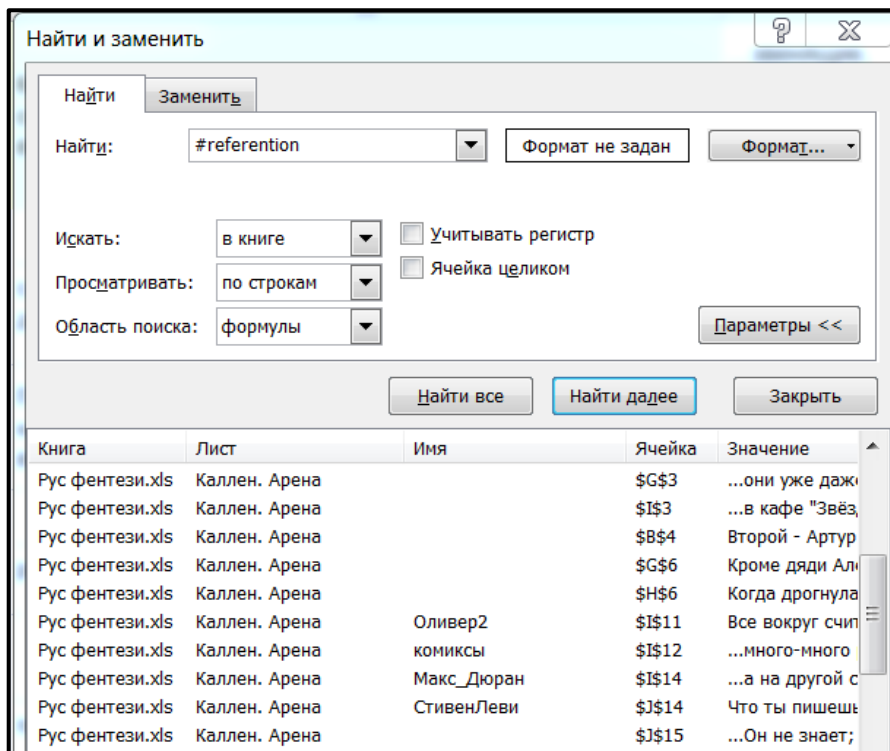 Найти и заменить
Найти Заменить
Найти: #referention Формат не задан Формат...
Искать: в книге Учитывать регистр
Просматривать: по строкам Ячейка целиком
Область поиска: формулы Параметры <<
Найти все Найти далее Закрыть
Книга Лист Имя Ячейка Значение
Рус фентези.xls Каллен. Арена $G$3 ...они уже даж
Рус фентези.xls Каллен. Арена $I$3 ...в кафе "Звёз
Рус фентези.xls Каллен. Арена $B$4 Второй - Артур
Рус фентези.xls Каллен. Арена $G$6 Кроме дяди Ал
Рус фентези.xls Каллен. Арена $H$6 Когда дрогнула
Рус фентези.xls Каллен. Арена Оливер2 $I$11 Все вокруг счит
Рус фентези.xls Каллен. Арена комиксы $I$12 ...много-много
Рус фентези.xls Каллен. Арена Макс_Дюран $I$14 ...а на другой с
Рус фентези.xls Каллен. Арена СтивенЛеви $J$14 Что ты пишешь
Рус фентези.xls Каллен. Арена $J$15 ...Он не знает;